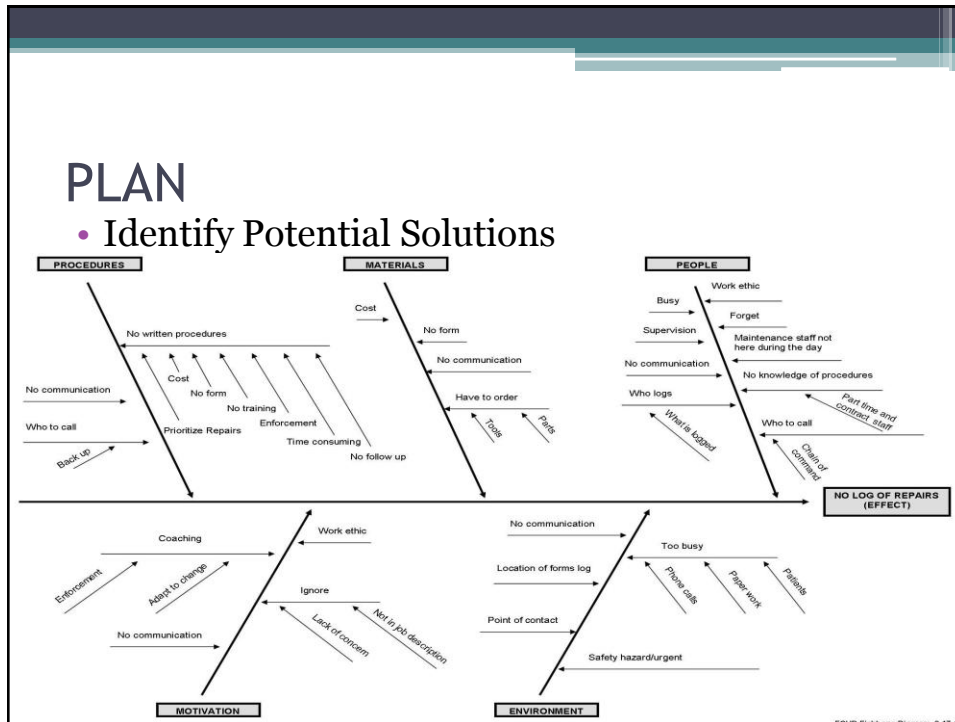 PLAN
• Identify Potential Solutions
PROCEDURES
MATERIALS
PEOPLE
No written procedures
Cost
No form
No training
Enforcement
Time consuming
No follow up
Prioritize Repairs
No communication
Who to call
Back up
Cost
No form
No communication
Have to order
Tools
Parts
Work ethic
Busy
Forget
Supervision
Maintenance staff not
here during the day
No communication
No knowledge of procedures
Part time and
contract staff
Who logs
What is logged
Who to call
Chain of
command
NO LOG OF REPAIRS
(EFFECT)
Coaching
Enforcement
Adapt to change
Work ethic
Ignore
Lack of concern
Not in job description
No communication
MOTIVATION
No communication
Too busy
Phone calls
Paper work
Patients
Location of forms log
Point of contact
Safety hazard/urgent
ENVIRONMENT